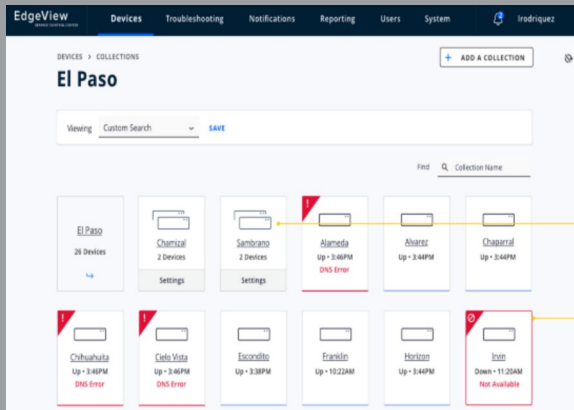 EdgeView
Devices
Troubleshooting
Notifications
Reporting
Users
System
lrodriquez
DEVICES > COLLECTIONS
+ ADD A COLLECTION
El Paso
Viewing
Custom Search
SAVE
Find
Collection Name
El Paso
26 Devices
Chamizal
2 Devices
Settings
Sambrano
2 Devices
Settings
!
Alameda
Up • 3:46PM
DNS Error
Alvarez
Up • 3:44PM
Chaparral
Up • 3:44PM
!
Chihuahuita
Up • 3:46PM
DNS Error
!
Cielo Vista
Up • 3:46PM
DNS Error
Escondito
Up • 3:38PM
Franklin
Up • 10:22AM
Horizon
Up • 3:44PM
Irvin
Down • 11:20AM
Not Available